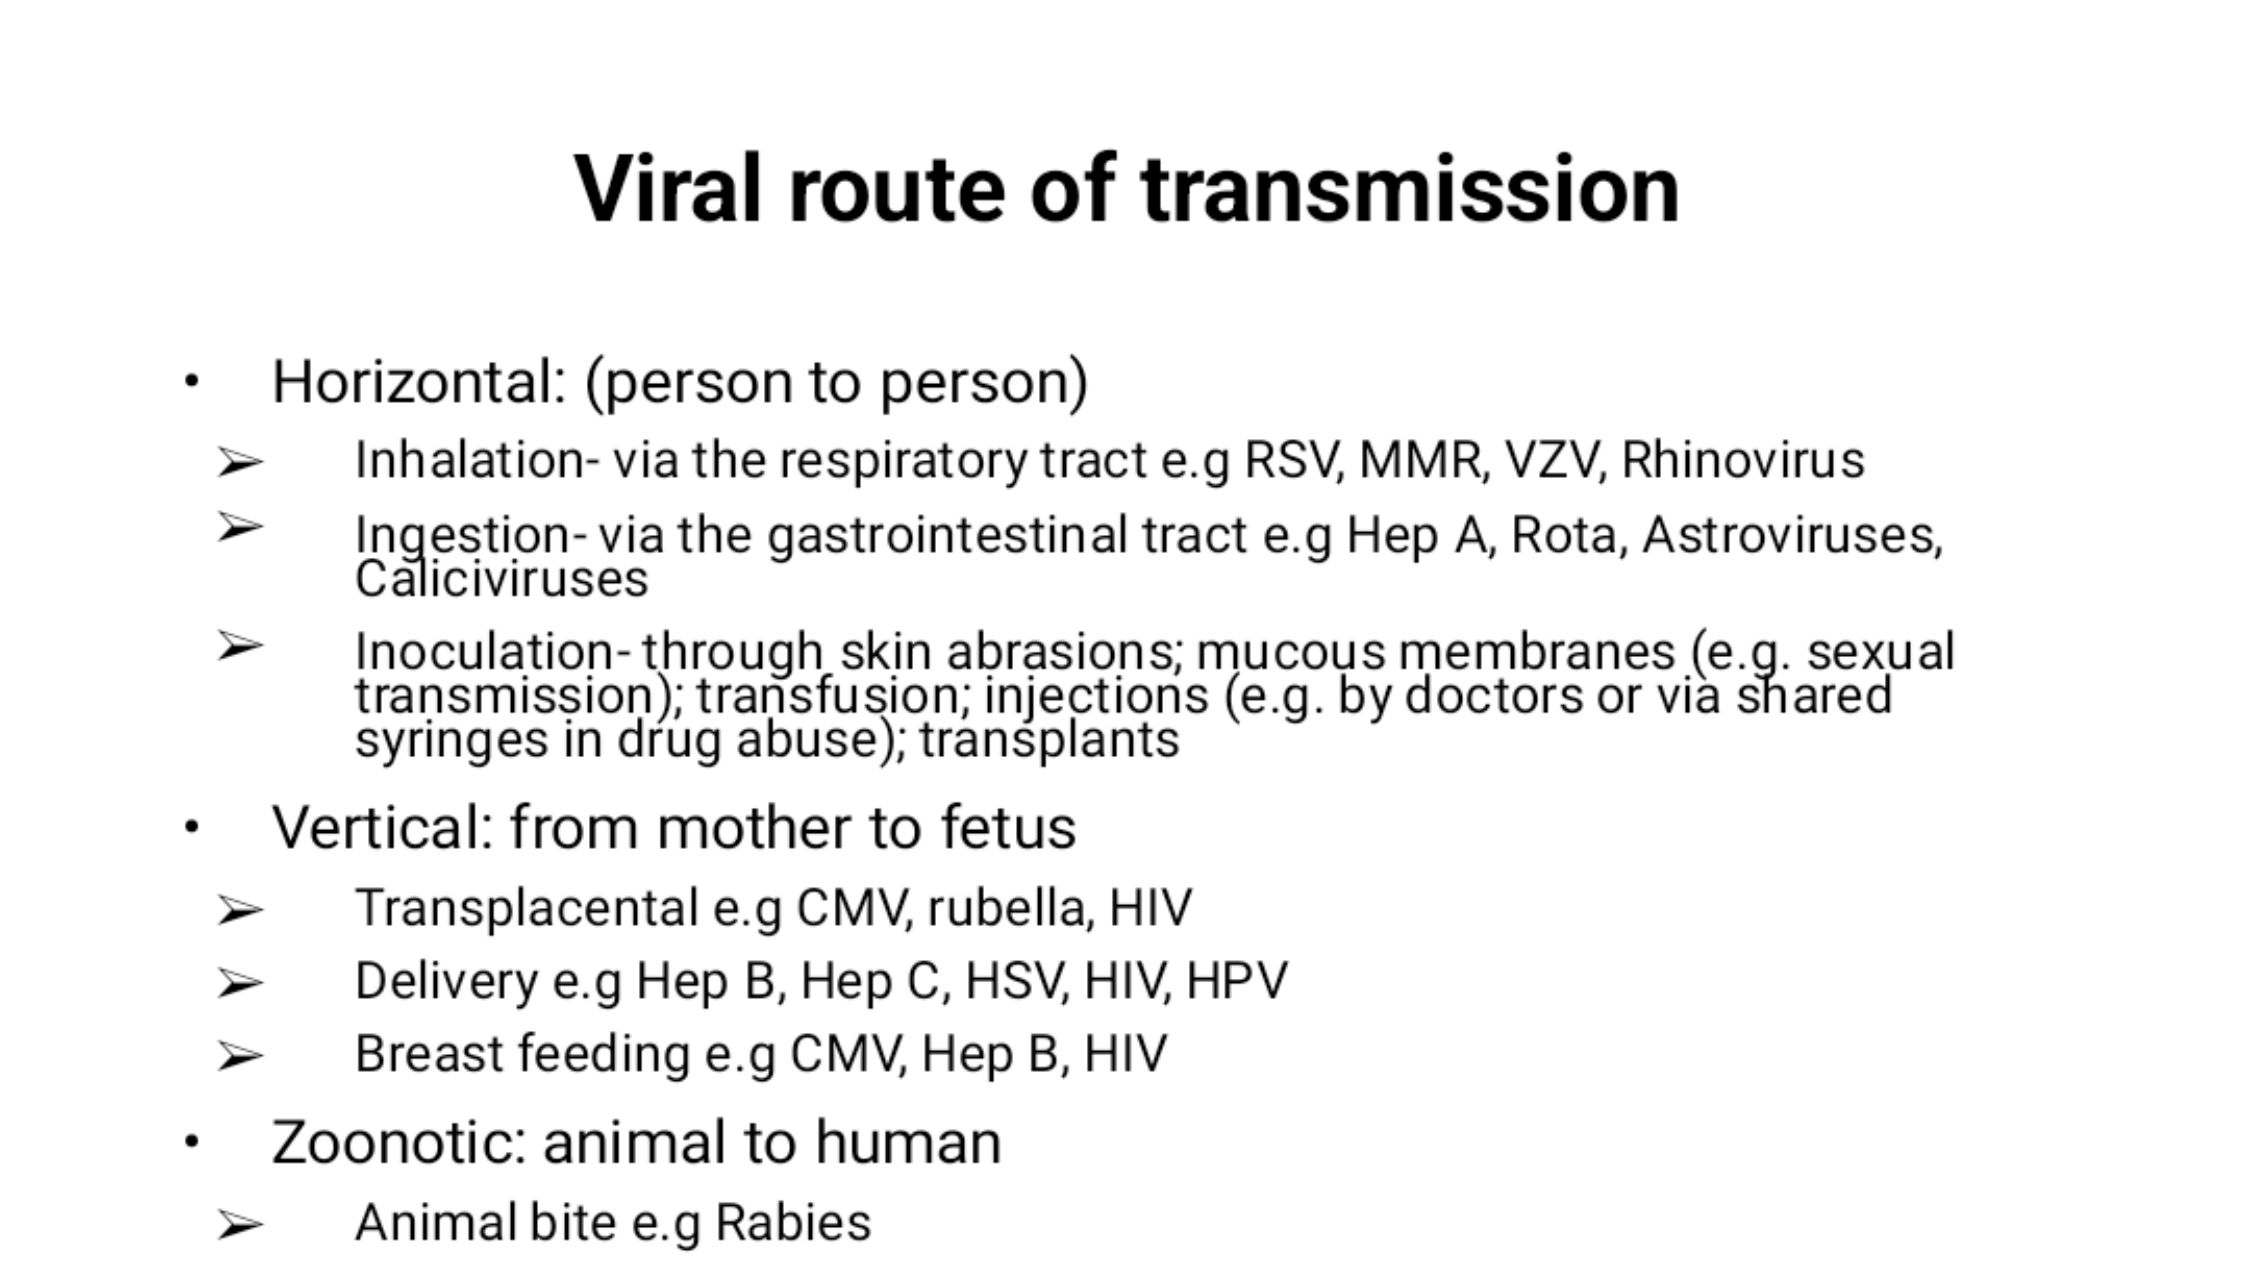 Viral route of transmission
• Horizontal: (person to person)
➢ Inhalation- via the respiratory tract e.g RSV, MMR, VZV, Rhinovirus
➢ Ingestion- via the gastrointestinal tract e.g Hep A, Rota, Astroviruses,
Caliciviruses
➢ Inoculation- through skin abrasions; mucous membranes (e.g. sexual
transmission); transfusion; injections (e.g. by doctors or via shared
syringes in drug abuse); transplants
• Vertical: from mother to fetus
➢ Transplacental e.g CMV, rubella, HIV
➢ Delivery e.g Hep B, Hep C, HSV, HIV, HPV
➢ Breast feeding e.g CMV, Hep B, HIV
• Zoonotic: animal to human
➢ Animal bite e.g Rabies